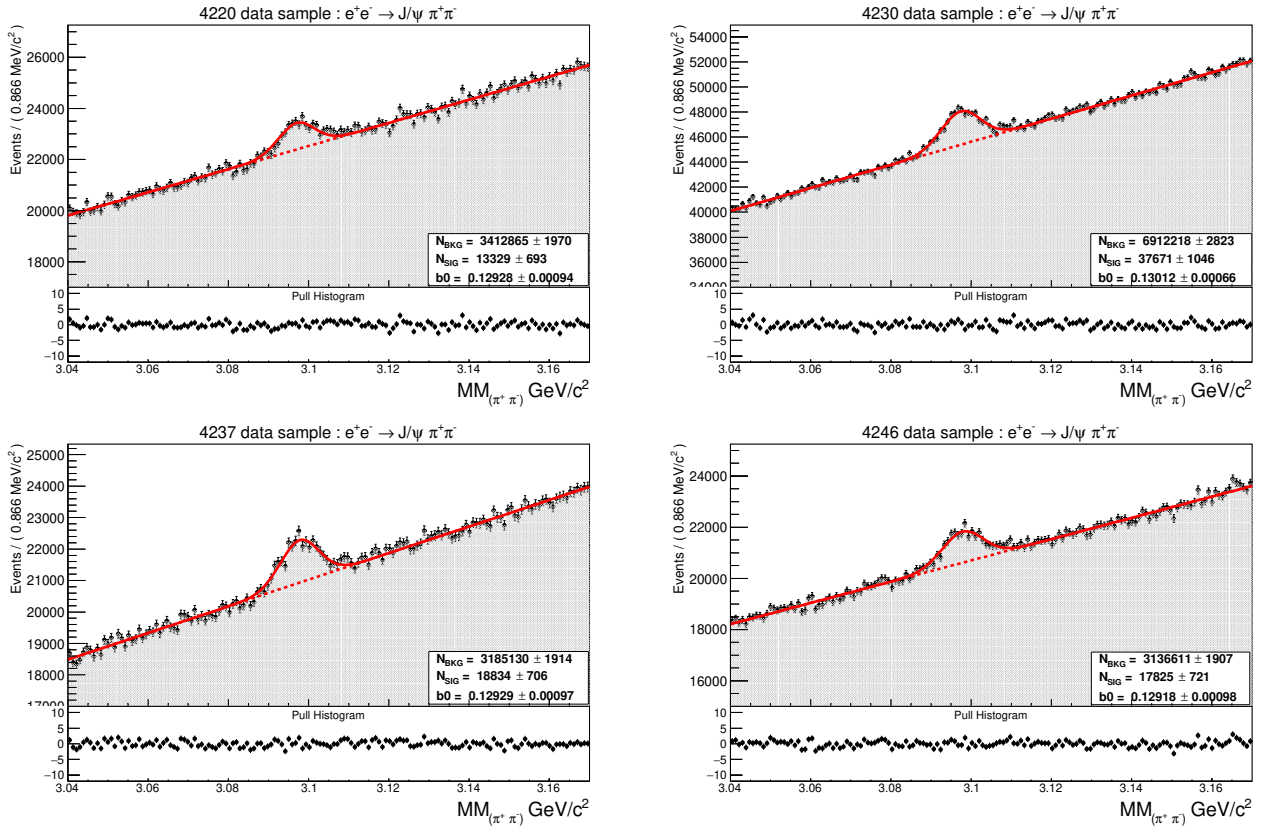 4220 data sample : e⁺e⁻ → J/ψ π⁺π⁻
Events / ( 0.866 MeV/c²)
26000
24000
22000
20000
18000
N_BKG = 3412865 ± 1970
N_SIG = 13329 ± 693
b0 = 0.12928 ± 0.00094
Pull Histogram
10
5
0
−5
−10
3.04 3.06 3.08 3.1 3.12 3.14 3.16
MM_(π⁺ π⁻) GeV/c²
4230 data sample : e⁺e⁻ → J/ψ π⁺π⁻
Events / ( 0.866 MeV/c²)
54000
52000
50000
48000
46000
44000
42000
40000
38000
36000
34000
N_BKG = 6912218 ± 2823
N_SIG = 37671 ± 1046
b0 = 0.13012 ± 0.00066
Pull Histogram
10
5
0
−5
−10
3.04 3.06 3.08 3.1 3.12 3.14 3.16
MM_(π⁺ π⁻) GeV/c²
4237 data sample : e⁺e⁻ → J/ψ π⁺π⁻
Events / ( 0.866 MeV/c²)
25000
24000
23000
22000
21000
20000
19000
18000
17000
N_BKG = 3185130 ± 1914
N_SIG = 18834 ± 706
b0 = 0.12929 ± 0.00097
Pull Histogram
10
5
0
−5
−10
3.04 3.06 3.08 3.1 3.12 3.14 3.16
MM_(π⁺ π⁻) GeV/c²
4246 data sample : e⁺e⁻ → J/ψ π⁺π⁻
Events / ( 0.866 MeV/c²)
24000
22000
20000
18000
16000
N_BKG = 3136611 ± 1907
N_SIG = 17825 ± 721
b0 = 0.12918 ± 0.00098
Pull Histogram
10
5
0
−5
−10
3.04 3.06 3.08 3.1 3.12 3.14 3.16
MM_(π⁺ π⁻) GeV/c²